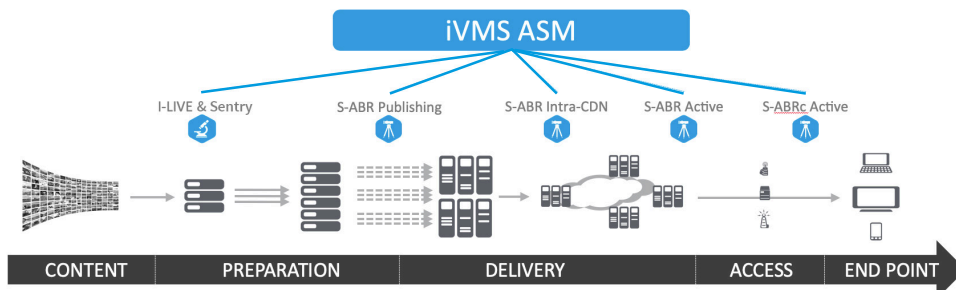 iVMS ASM
I-LIVE & Sentry
S-ABR Publishing
S-ABR Intra-CDN
S-ABR Active
S-ABRc Active
CONTENT
PREPARATION
DELIVERY
ACCESS
END POINT